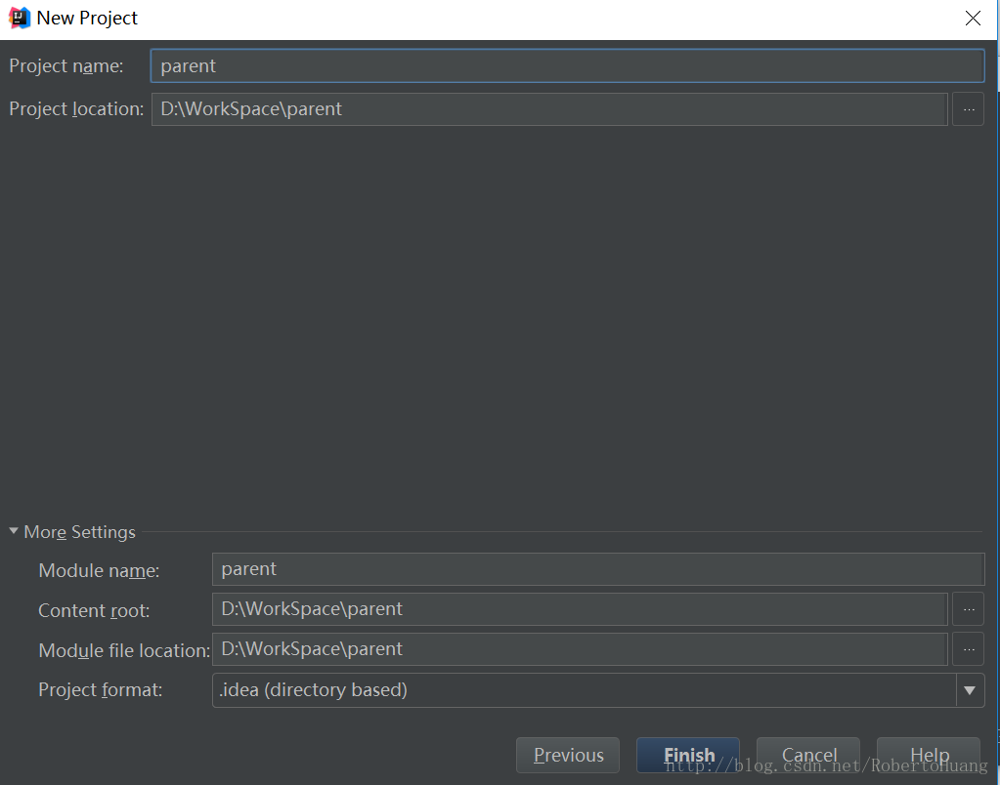 New Project
Project name: parent
Project location: D:\WorkSpace\parent ...
More Settings
Module name: parent
Content root: D:\WorkSpace\parent ...
Module file location: D:\WorkSpace\parent ...
Project format: .idea (directory based)
Previous Finish Cancel Help
http://blog.csdn.net/RobertoHuang